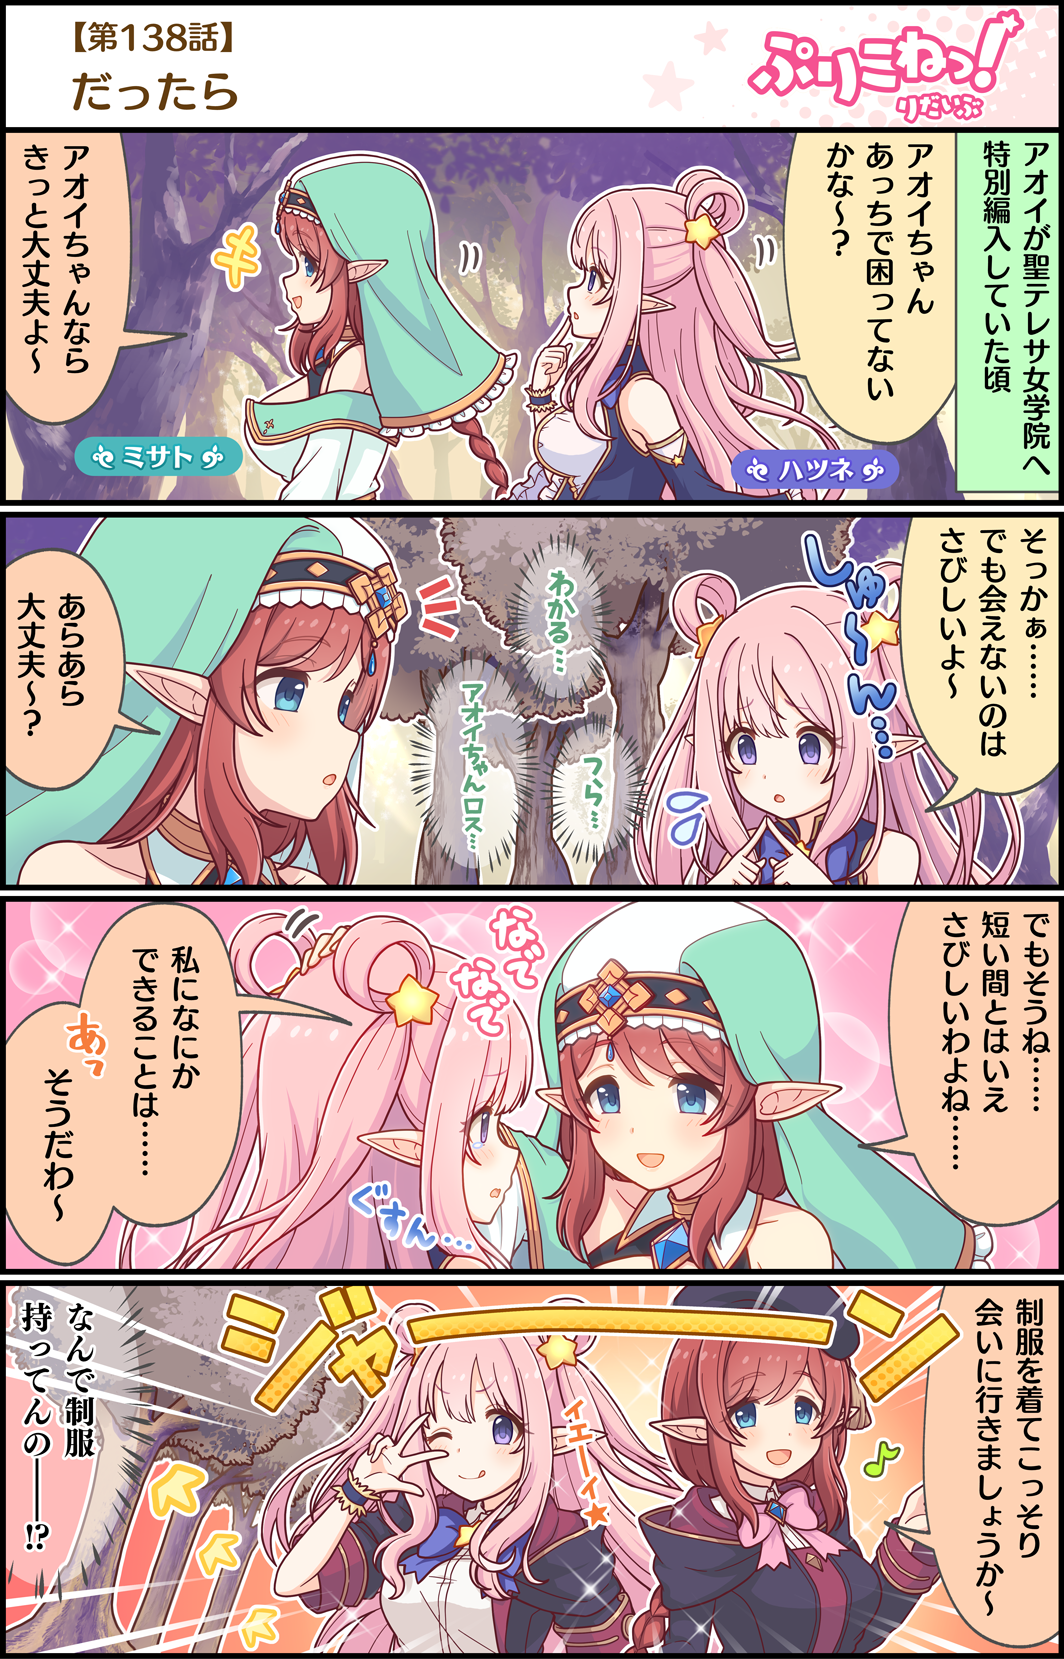 【第138話】
だったら
ぷりこねっ!
りだいぶ
アオイが聖テレサ女学院へ
特別編入していた頃
アオイちゃん
あっちで困ってない
かな～?
アオイちゃんなら
きっと大丈夫よ～
ハツネ
ミサト
そっかぁ……
でも会えないのは
さびしいよ～
しゅ～ん…
わかる…
つら…
アオイちゃんロス…
あらあら
大丈夫～?
でもそうね……
短い間とはいえ
さびしいわよね……
なでなで
ぐすん…
私になにか
できることは……
あっ
そうだわ～
制服を着てこっそり
会いに行きましょうか～
ジャーン
イエーイ★
なんで制服
持ってんの――!?